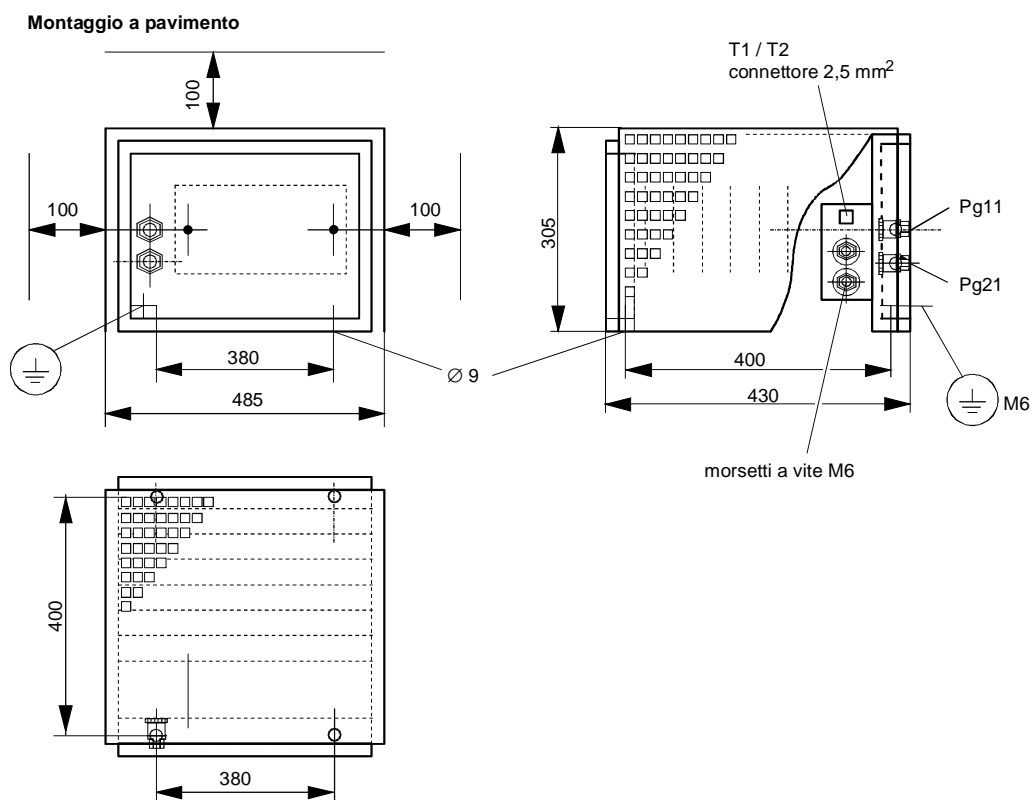 Montaggio a pavimento
T1 / T2
connettore 2,5 mm²
100
100
100
305
Pg11
Pg21
380
∅ 9
400
485
430
M6
morsetti a vite M6
400
380